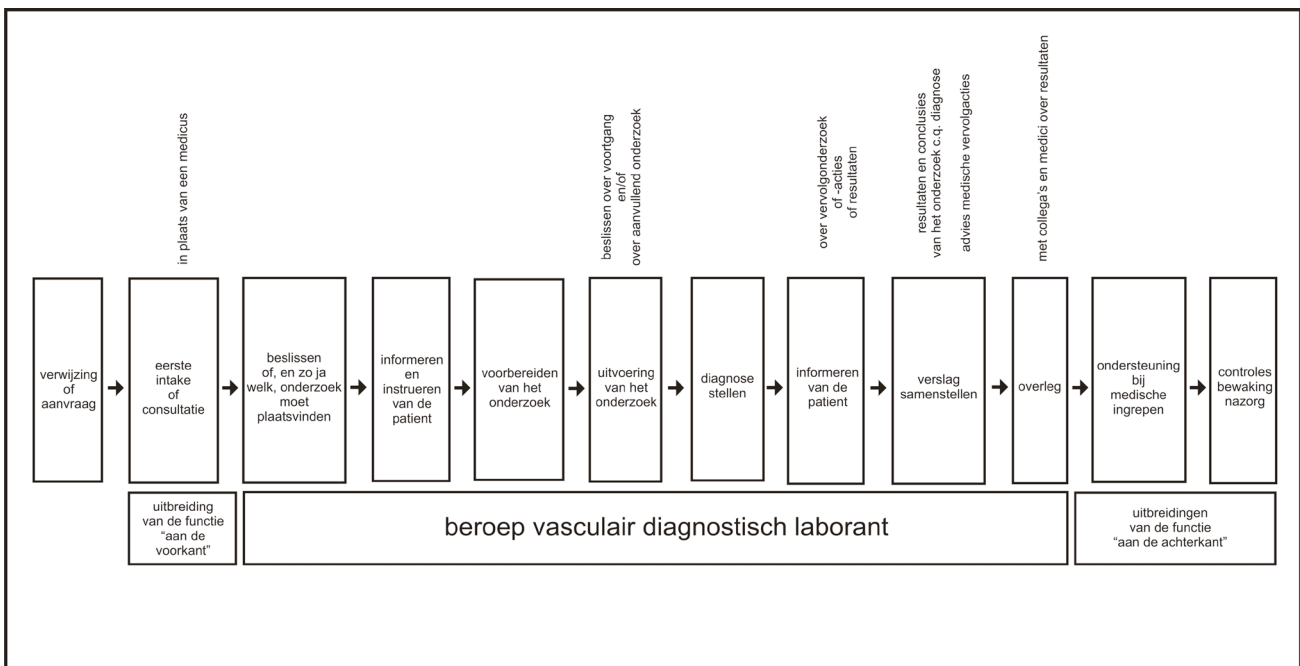 in plaats van een medicus
beslissen over voortgang
en/of
over aanvullend onderzoek
over vervolgonderzoek
of -acties
of resultaten
resultaten en conclusies
van het onderzoek c.q. diagnose
advies medische vervolgacties
met collega's en medici over resultaten
verwijzing
of
aanvraag
eerste
intake
of
consultatie
beslissen
of, en zo ja
welk, onderzoek
moet
plaatsvinden
informeren
en
instrueren
van de
patient
voorbereiden
van het
onderzoek
uitvoering
van het
onderzoek
diagnose
stellen
informeren
van de
patient
verslag
samenstellen
overleg
ondersteuning
bij
medische
ingrepen
controles
bewaking
nazorg
uitbreiding
van de functie
“aan de
voorkant”
beroep vasculair diagnostisch laborant
uitbreidingen
van de functie
“aan de achterkant”